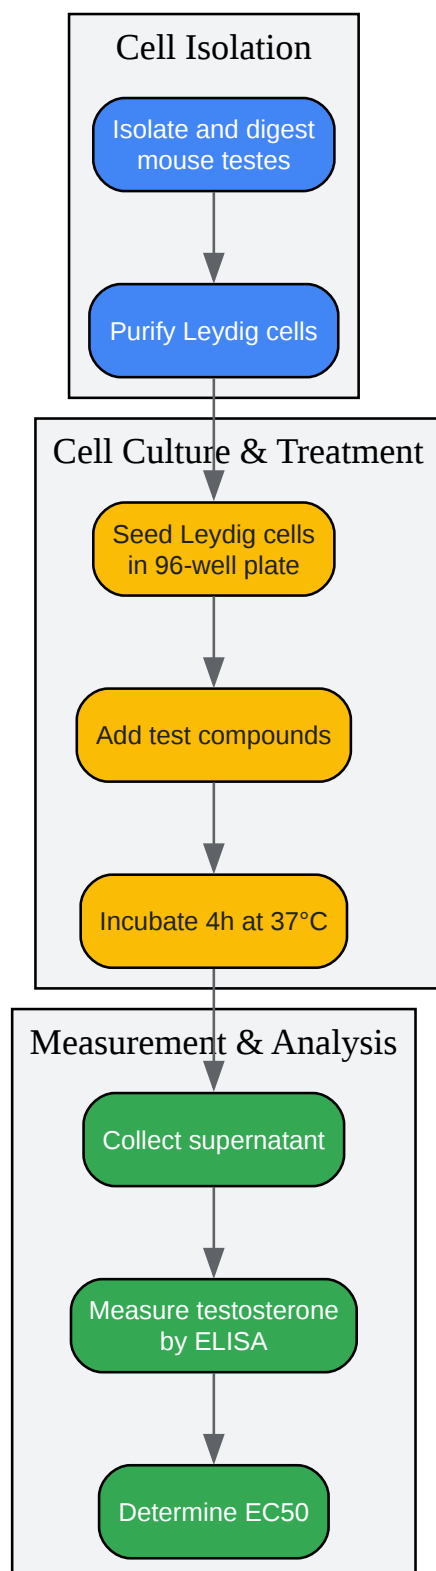 Cell Isolation
Isolate and digest
mouse testes
Purify Leydig cells
Cell Culture & Treatment
Seed Leydig cells
in 96-well plate
Add test compounds
Incubate 4h at 37°C
Measurement & Analysis
Collect supernatant
Measure testosterone
by ELISA
Determine EC50